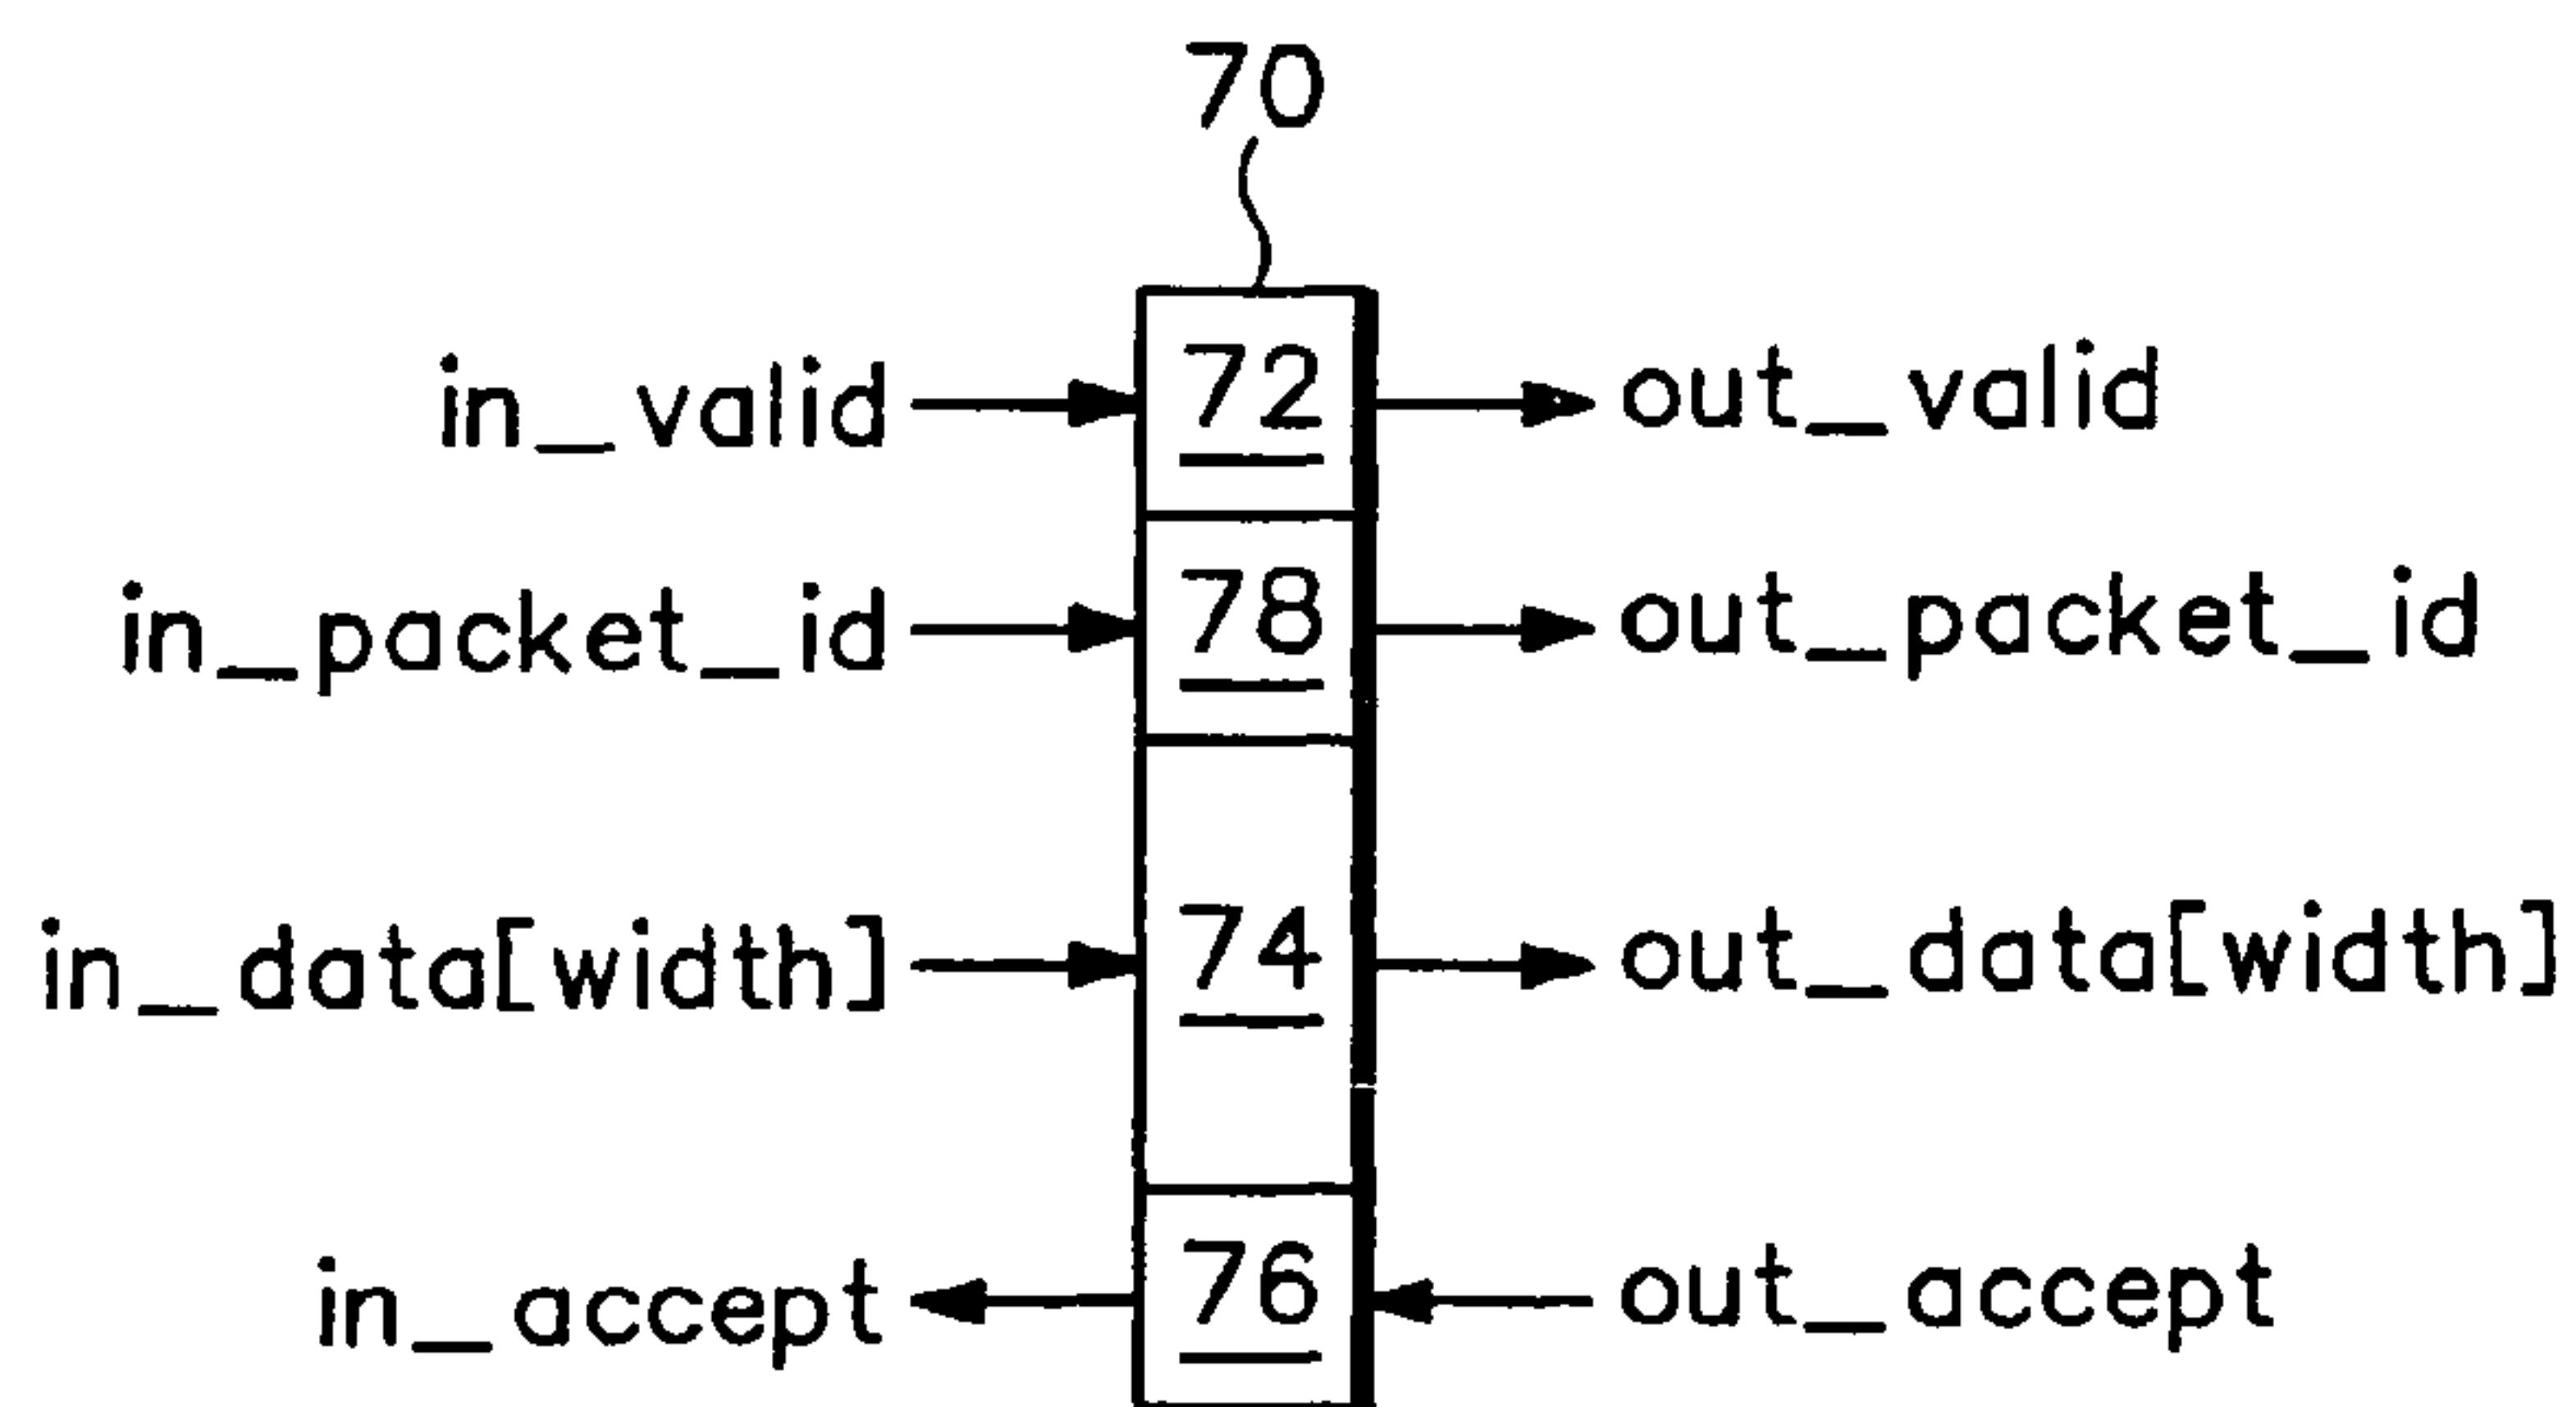 70
in_valid 72 out_valid
in_packet_id 78 out_packet_id
in_data[width] 74 out_data[width]
in_accept 76 out_accept